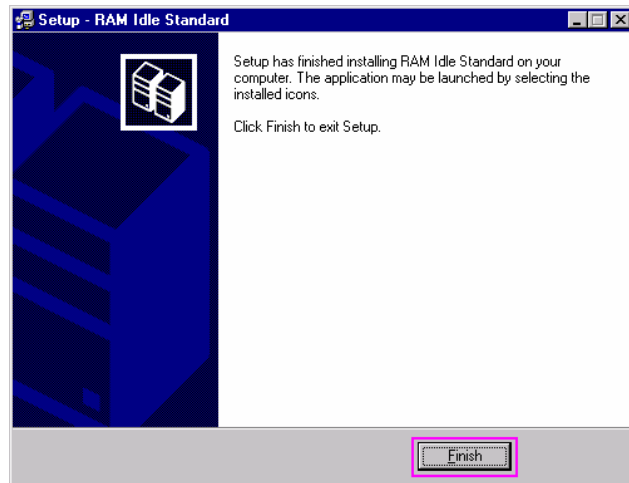 Setup - RAM Idle Standard
Setup has finished installing RAM Idle Standard on your
computer. The application may be launched by selecting the
installed icons.
Click Finish to exit Setup.
Finish